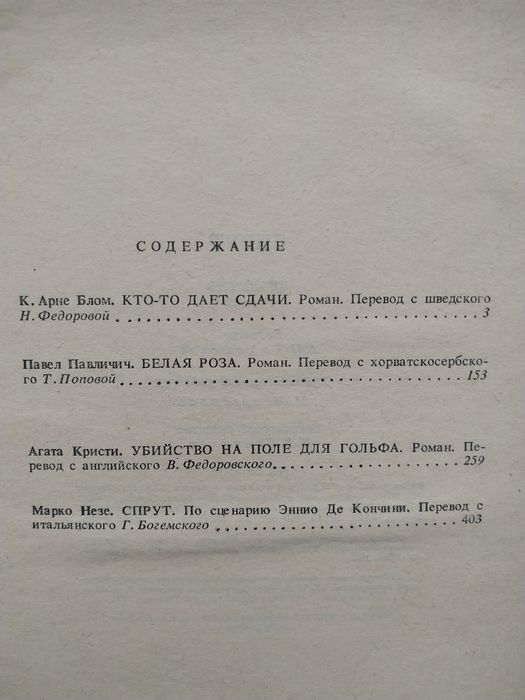 СОДЕРЖАНИЕ
К. Арне Блом. КТО-ТО ДАЕТ СДАЧИ. Роман. Перевод с шведского
Н. Федоровой . . . . . . . . . . . . . . . . . . . . . . . . . . . . . . . . . . . 3
Павел Павличич. БЕЛАЯ РОЗА. Роман. Перевод с хорватскосербско-
го Т. Поповой . . . . . . . . . . . . . . . . . . . . . . . . . . . . . . . . . . . 153
Агата Кристи. УБИЙСТВО НА ПОЛЕ ДЛЯ ГОЛЬФА. Роман. Пе-
ревод с английского В. Федоровского. . . . . . . . . . . . . . . . . . . 259
Марко Незе. СПРУТ. По сценарию Эннио Де Кончини. Перевод с
итальянского Г. Богемского . . . . . . . . . . . . . . . . . . . . . . . . 403